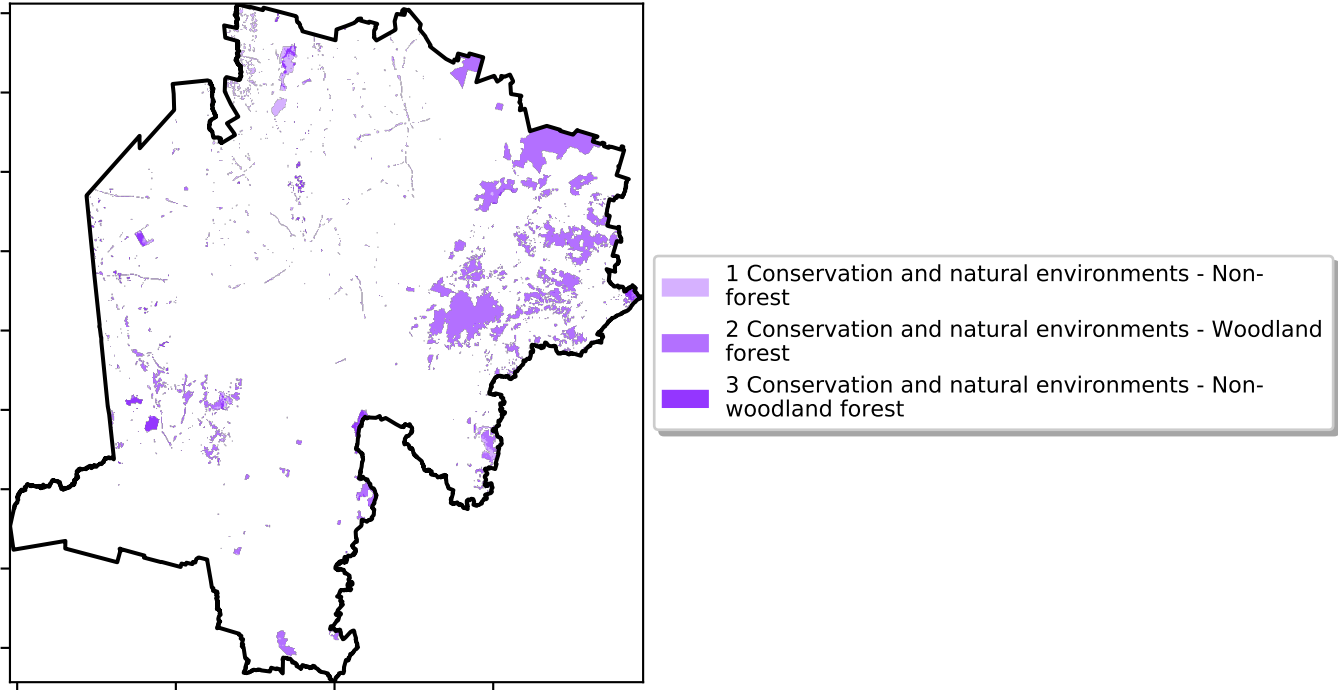 1 Conservation and natural environments - Non-
forest
2 Conservation and natural environments - Woodland
forest
3 Conservation and natural environments - Non-
woodland forest